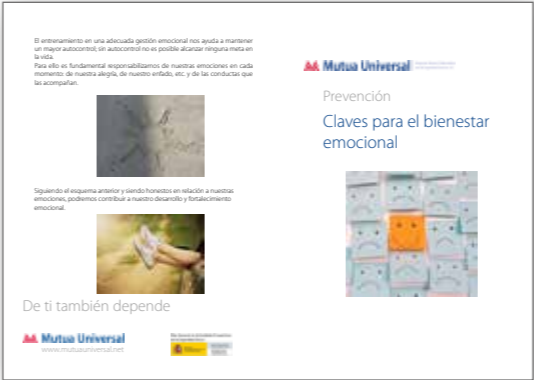 El entrenamiento en una adecuada gestión emocional nos ayuda a mantener
un mayor autocontrol; sin autocontrol no es posible alcanzar ninguna meta en
la vida.
Para ello es fundamental responsabilizarnos de nuestras emociones en cada
momento: de nuestra alegría, de nuestro enfado, etc. y de las conductas que
las acompañan.
Siguiendo el esquema anterior y siendo honestos en relación a nuestras
emociones, podremos contribuir a nuestro desarrollo y fortalecimiento
emocional.
De ti también depende
Mutua Universal
www.mutuauniversal.net
Mutua Universal
Prevención
Claves para el bienestar
emocional